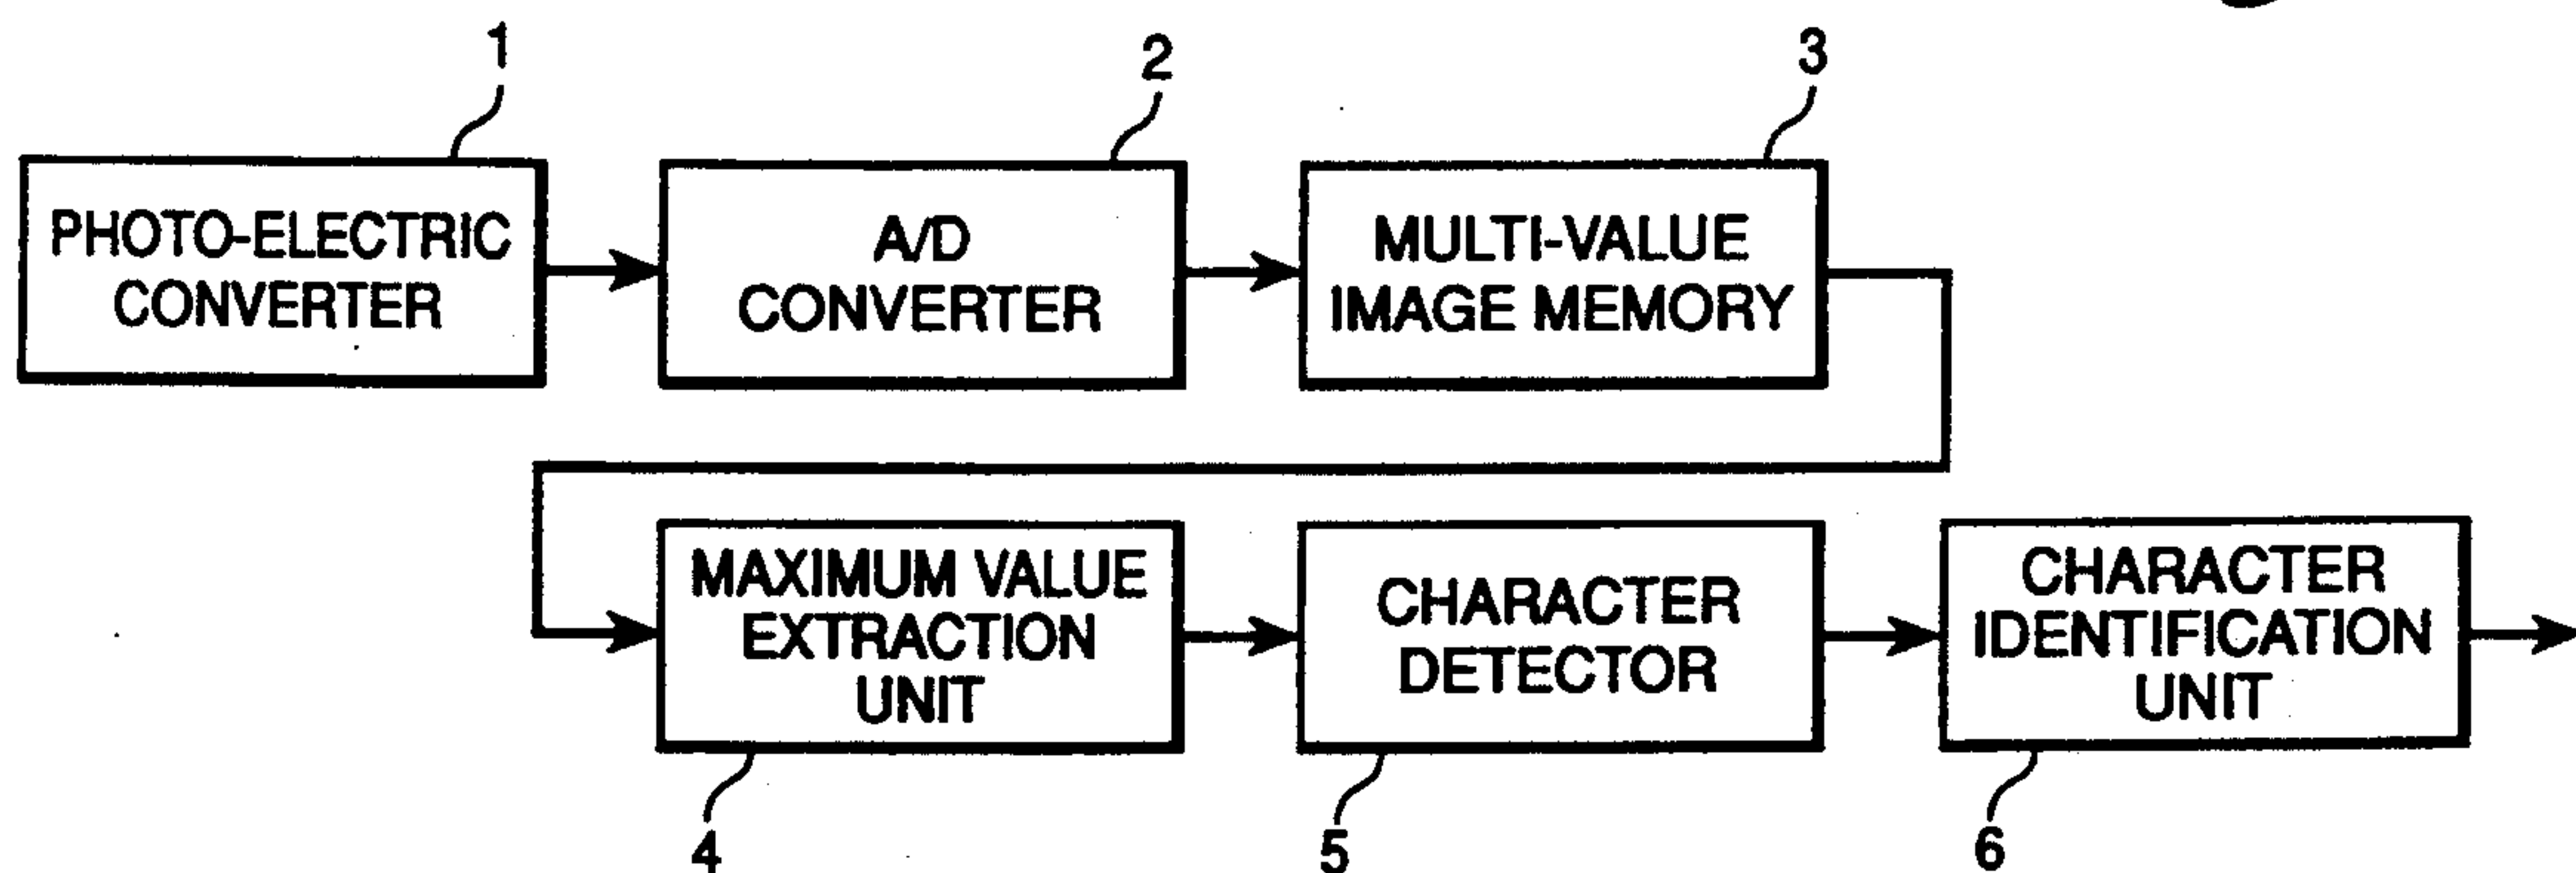 1
2
3
PHOTO-ELECTRIC
CONVERTER
A/D
CONVERTER
MULTI-VALUE
IMAGE MEMORY
MAXIMUM VALUE
EXTRACTION
UNIT
CHARACTER
DETECTOR
CHARACTER
IDENTIFICATION
UNIT
4
5
6